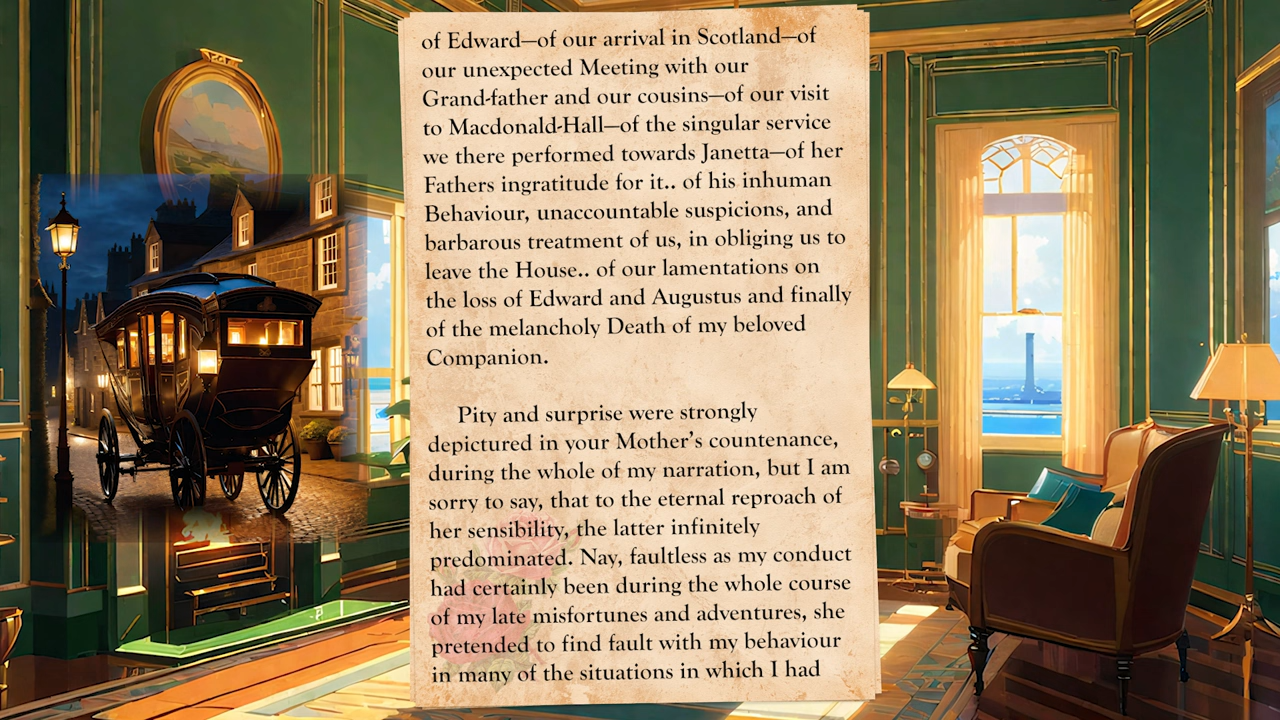 of Edward—of our arrival in Scotland—of
our unexpected Meeting with our
Grand-father and our cousins—of our visit
to Macdonald-Hall—of the singular service
we there performed towards Janetta—of her
Fathers ingratitude for it.. of his inhuman
Behaviour, unaccountable suspicions, and
barbarous treatment of us, in obliging us to
leave the House.. of our lamentations on
the loss of Edward and Augustus and finally
of the melancholy Death of my beloved
Companion.
Pity and surprise were strongly
depictured in your Mother's countenance,
during the whole of my narration, but I am
sorry to say, that to the eternal reproach of
her sensibility, the latter infinitely
predominated. Nay, faultless as my conduct
had certainly been during the whole course
of my late misfortunes and adventures, she
pretended to find fault with my behaviour
in many of the situations in which I had